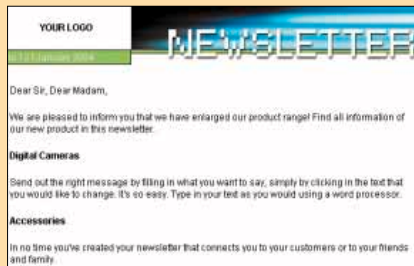 YOUR LOGO
NEWSLETTER
January 2004
Dear Sir, Dear Madam,
We are pleased to inform you that we have enlarged our product range! Find all information of
our new product in this newsletter.
Digital Cameras
Send out the right message by filling in what you want to say, simply by clicking in the text that
you would like to change. It's so easy. Type in your text as you would using a word processor.
Accessories
In no time you've created your newsletter that connects you to your customers or to your friends
and family.